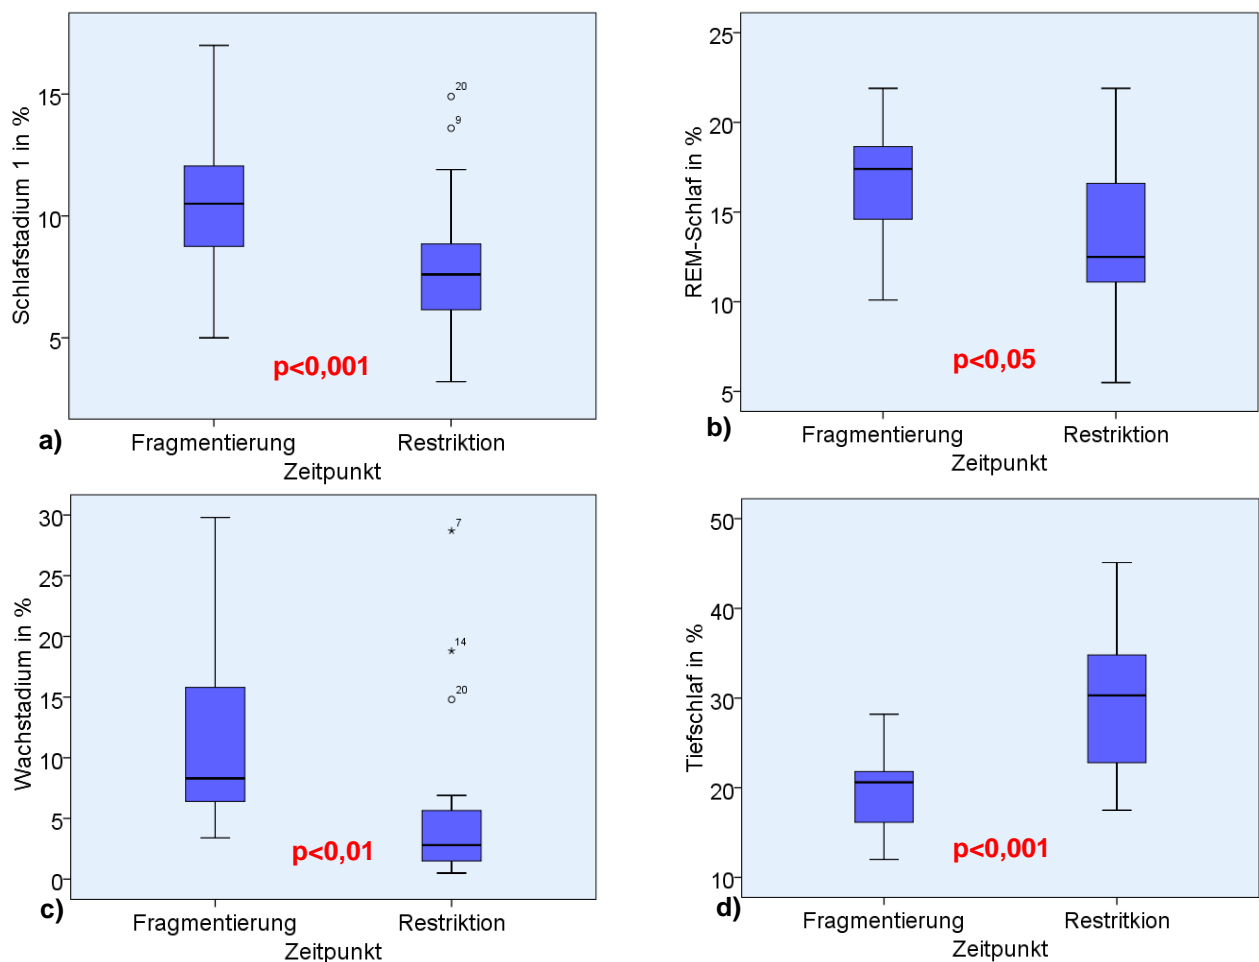 Schlafstadium 1 in %
15
10
5
20
9
p<0,001
a)
Fragmentierung
Restriktion
Zeitpunkt
REM-Schlaf in %
25
20
15
10
5
p<0,05
b)
Fragmentierung
Restriktion
Zeitpunkt
Wachstadium in %
30
25
20
15
10
5
0
7
14
20
p<0,01
c)
Fragmentierung
Restriktion
Zeitpunkt
Tiefschlaf in %
50
40
30
20
10
p<0,001
d)
Fragmentierung
Restritkion
Zeitpunkt